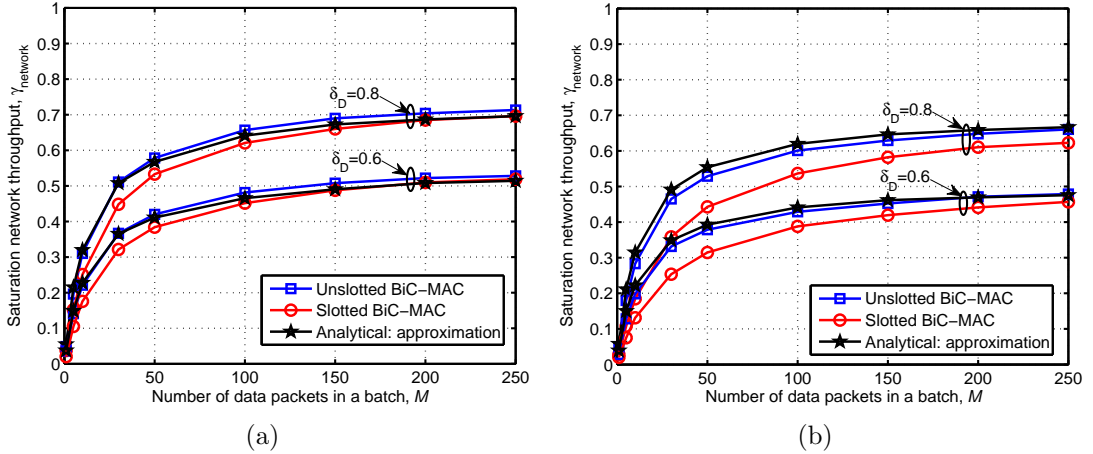 1
0.9
0.8
0.7
0.6
0.5
0.4
0.3
0.2
0.1
0
0 50 100 150 200 250
Saturation network throughput, γnetwork
Number of data packets in a batch, M
δD=0.8
δD=0.6
Unslotted BiC−MAC
Slotted BiC−MAC
Analytical: approximation
(a)
1
0.9
0.8
0.7
0.6
0.5
0.4
0.3
0.2
0.1
0
0 50 100 150 200 250
Saturation network throughput, γnetwork
Number of data packets in a batch, M
δD=0.8
δD=0.6
Unslotted BiC−MAC
Slotted BiC−MAC
Analytical: approximation
(b)